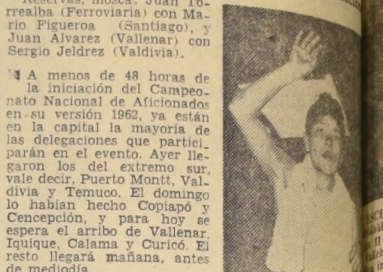 Reservas, mosca: Juan To-
rrealba (Ferroviaria) con Ma-
rio Figueroa (Santiago), y
Juan Alvarez (Vallenar) con
Sergio Jeldrez (Valdivia).
A menos de 48 horas de
la iniciación del Campeo-
nato Nacional de Aficionados
en su versión 1962, ya están
en la capital la mayoría de
las delegaciones que partici-
parán en el evento. Ayer lle-
garon los del extremo sur,
vale decir, Puerto Montt, Val-
divia y Temuco. El domingo
lo habían hecho Copiapó y
Cencepción, y para hoy se
espera el arribo de Vallenar,
Iquique, Calama y Curicó. El
resto llegará mañana, antes
de mediodía